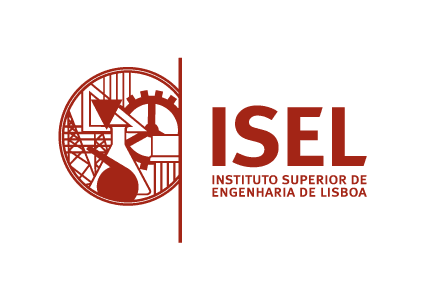 ISEL
INSTITUTO SUPERIOR DE
ENGENHARIA DE LISBOA